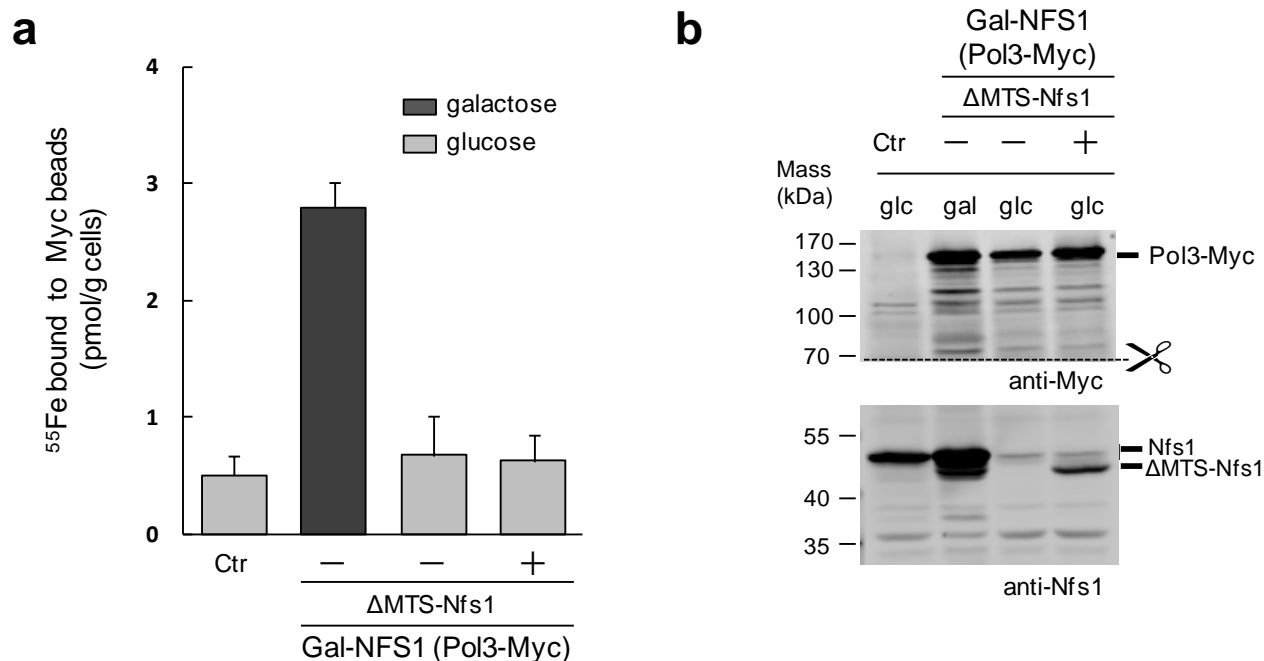 a
4
3
2
1
0
⁵⁵Fe bound to Myc beads
(pmol/g cells)
galactose
glucose
Ctr − − +
ΔMTS-Nfs1
Gal-NFS1 (Pol3-Myc)
b
Gal-NFS1
(Pol3-Myc)
ΔMTS-Nfs1
Ctr − − +
Mass
(kDa)
glc gal glc glc
170
130
100
70
Pol3-Myc
anti-Myc
55
40
35
Nfs1
ΔMTS-Nfs1
anti-Nfs1